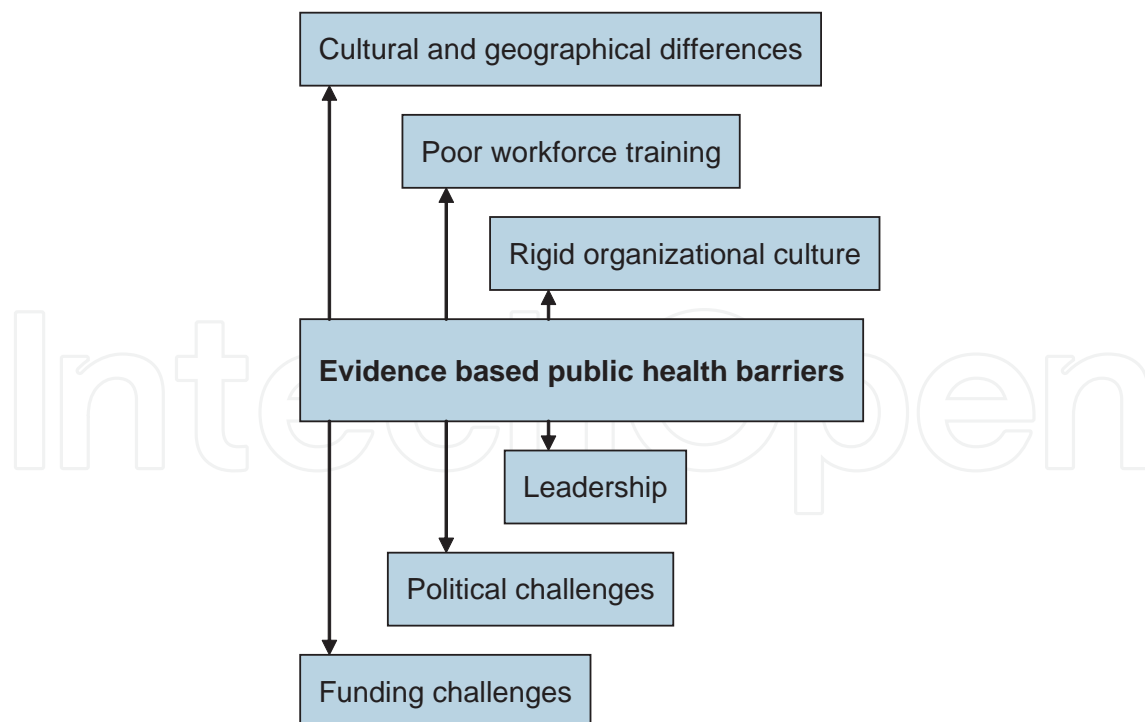 Cultural and geographical differences
Poor workforce training
Rigid organizational culture
Evidence based public health barriers
Leadership
Political challenges
Funding challenges
IntechOpen